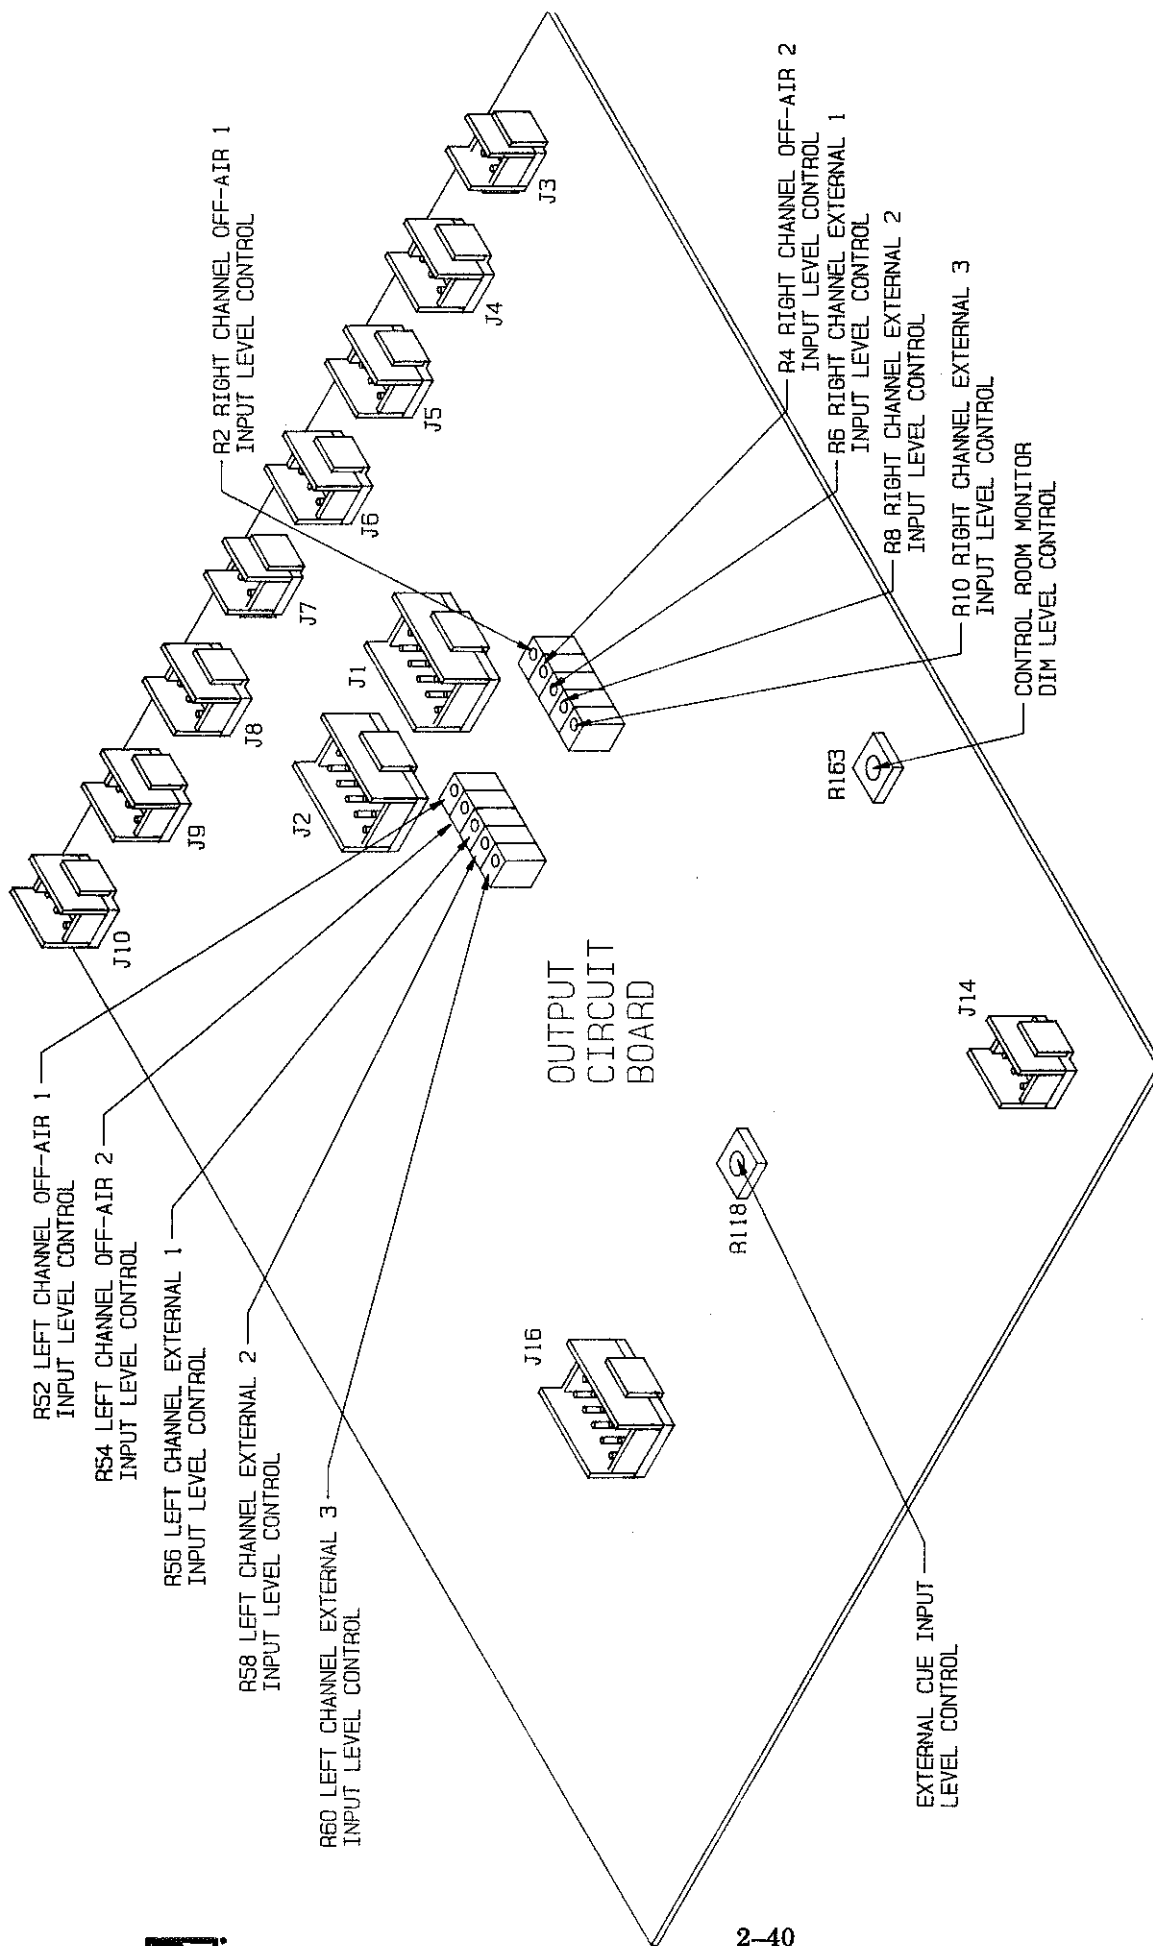 R52 LEFT CHANNEL OFF-AIR 1
INPUT LEVEL CONTROL
R54 LEFT CHANNEL OFF-AIR 2
INPUT LEVEL CONTROL
R56 LEFT CHANNEL EXTERNAL 1
INPUT LEVEL CONTROL
R58 LEFT CHANNEL EXTERNAL 2
INPUT LEVEL CONTROL
R60 LEFT CHANNEL EXTERNAL 3
INPUT LEVEL CONTROL
J10
J9
J8
J7
J6
J5
J4
J3
J2
J1
R2 RIGHT CHANNEL OFF-AIR 1
INPUT LEVEL CONTROL
R4 RIGHT CHANNEL OFF-AIR 2
INPUT LEVEL CONTROL
R6 RIGHT CHANNEL EXTERNAL 1
INPUT LEVEL CONTROL
R8 RIGHT CHANNEL EXTERNAL 2
INPUT LEVEL CONTROL
R10 RIGHT CHANNEL EXTERNAL 3
INPUT LEVEL CONTROL
OUTPUT
CIRCUIT
BOARD
J16
R118
R163
CONTROL ROOM MONITOR
DIM LEVEL CONTROL
J14
EXTERNAL CUE INPUT
LEVEL CONTROL
2-40